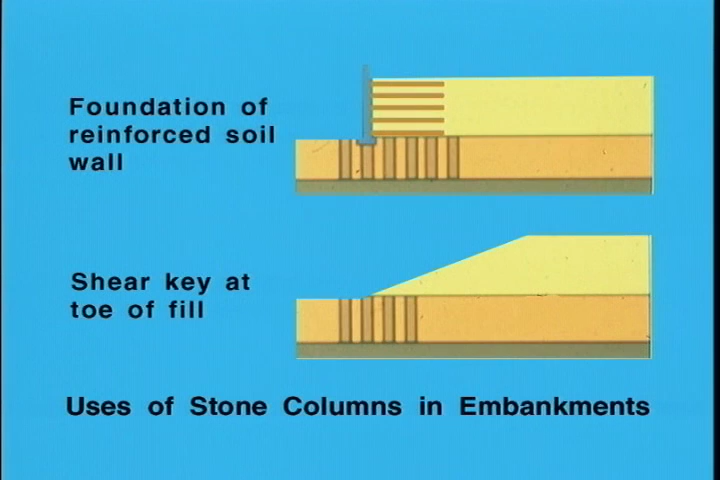 Foundation of
reinforced soil
wall
Shear key at
toe of fill
Uses of Stone Columns in Embankments